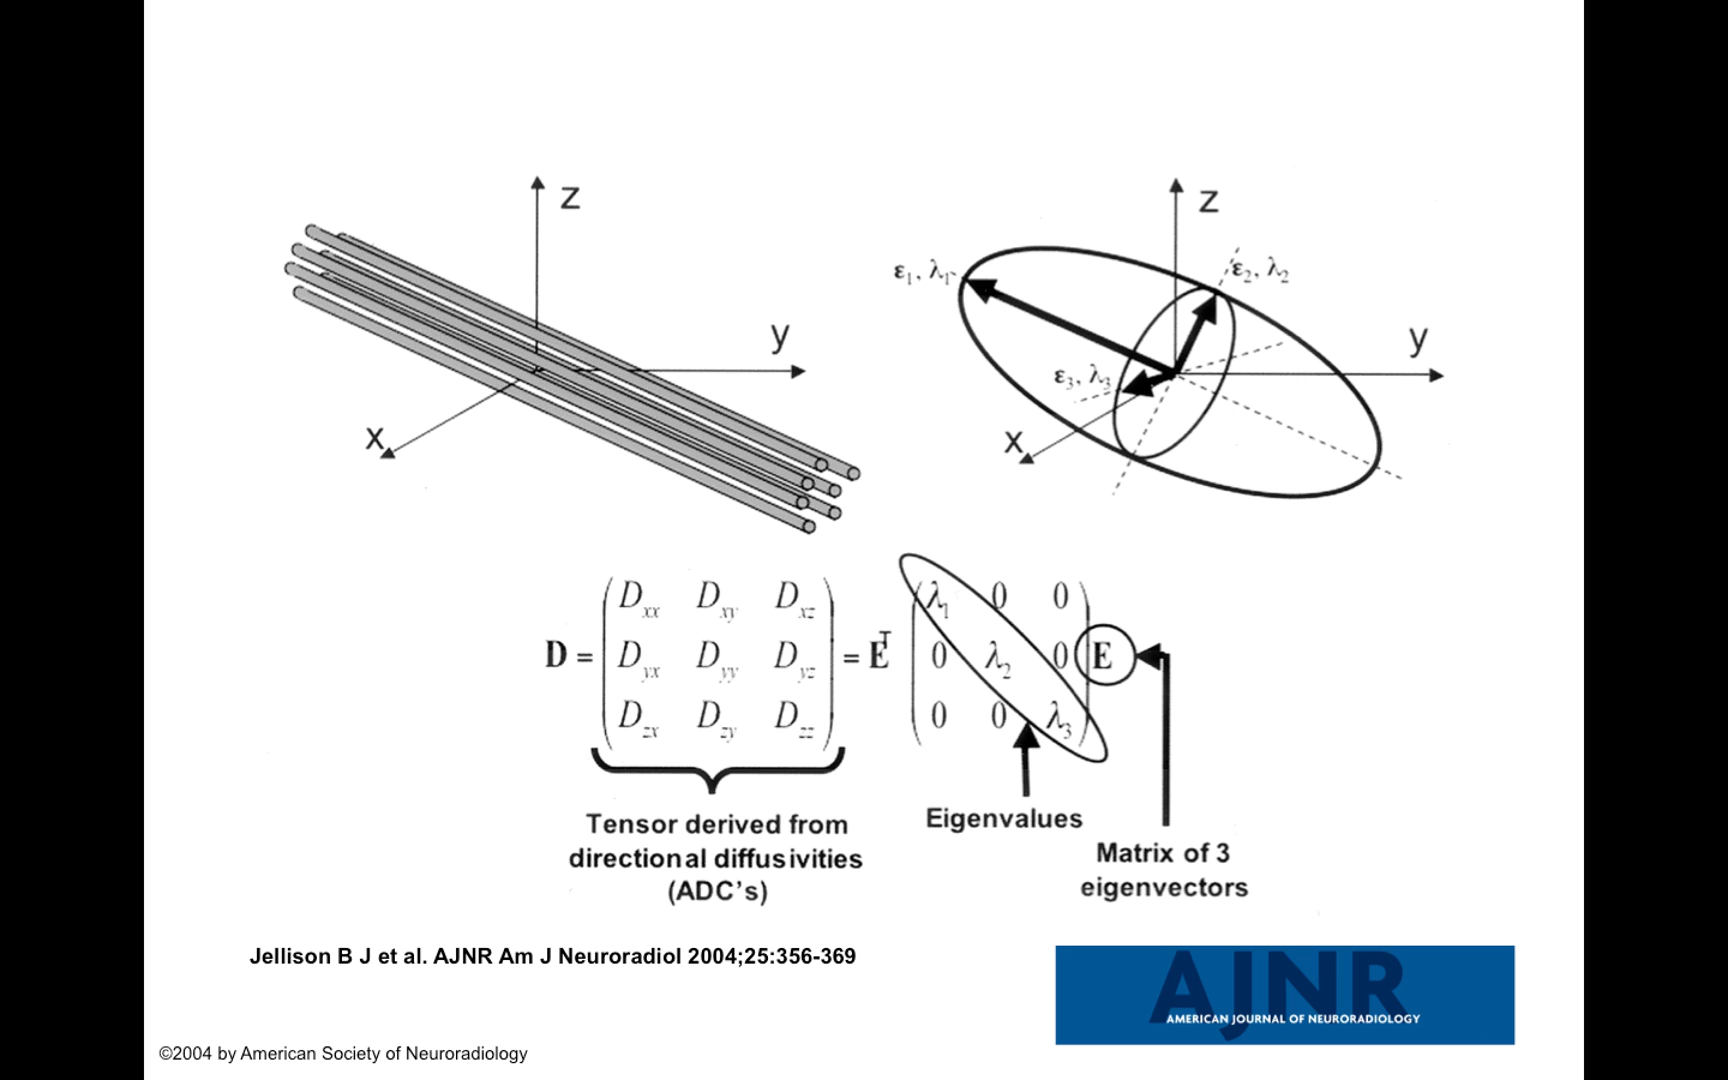 z
y
x
z
ε1, λ1
ε2, λ2
y
ε3, λ3
x
D = ( Dxx Dxy Dxz Dyx Dyy Dyz Dzx Dzy Dzz ) = E^T ( λ1 0 0 0 λ2 0 0 0 λ3 ) E
Tensor derived from
directional diffusivities
(ADC's)
Eigenvalues
Matrix of 3
eigenvectors
Jellison B J et al. AJNR Am J Neuroradiol 2004;25:356-369
AJNR
AMERICAN JOURNAL OF NEURORADIOLOGY
©2004 by American Society of Neuroradiology